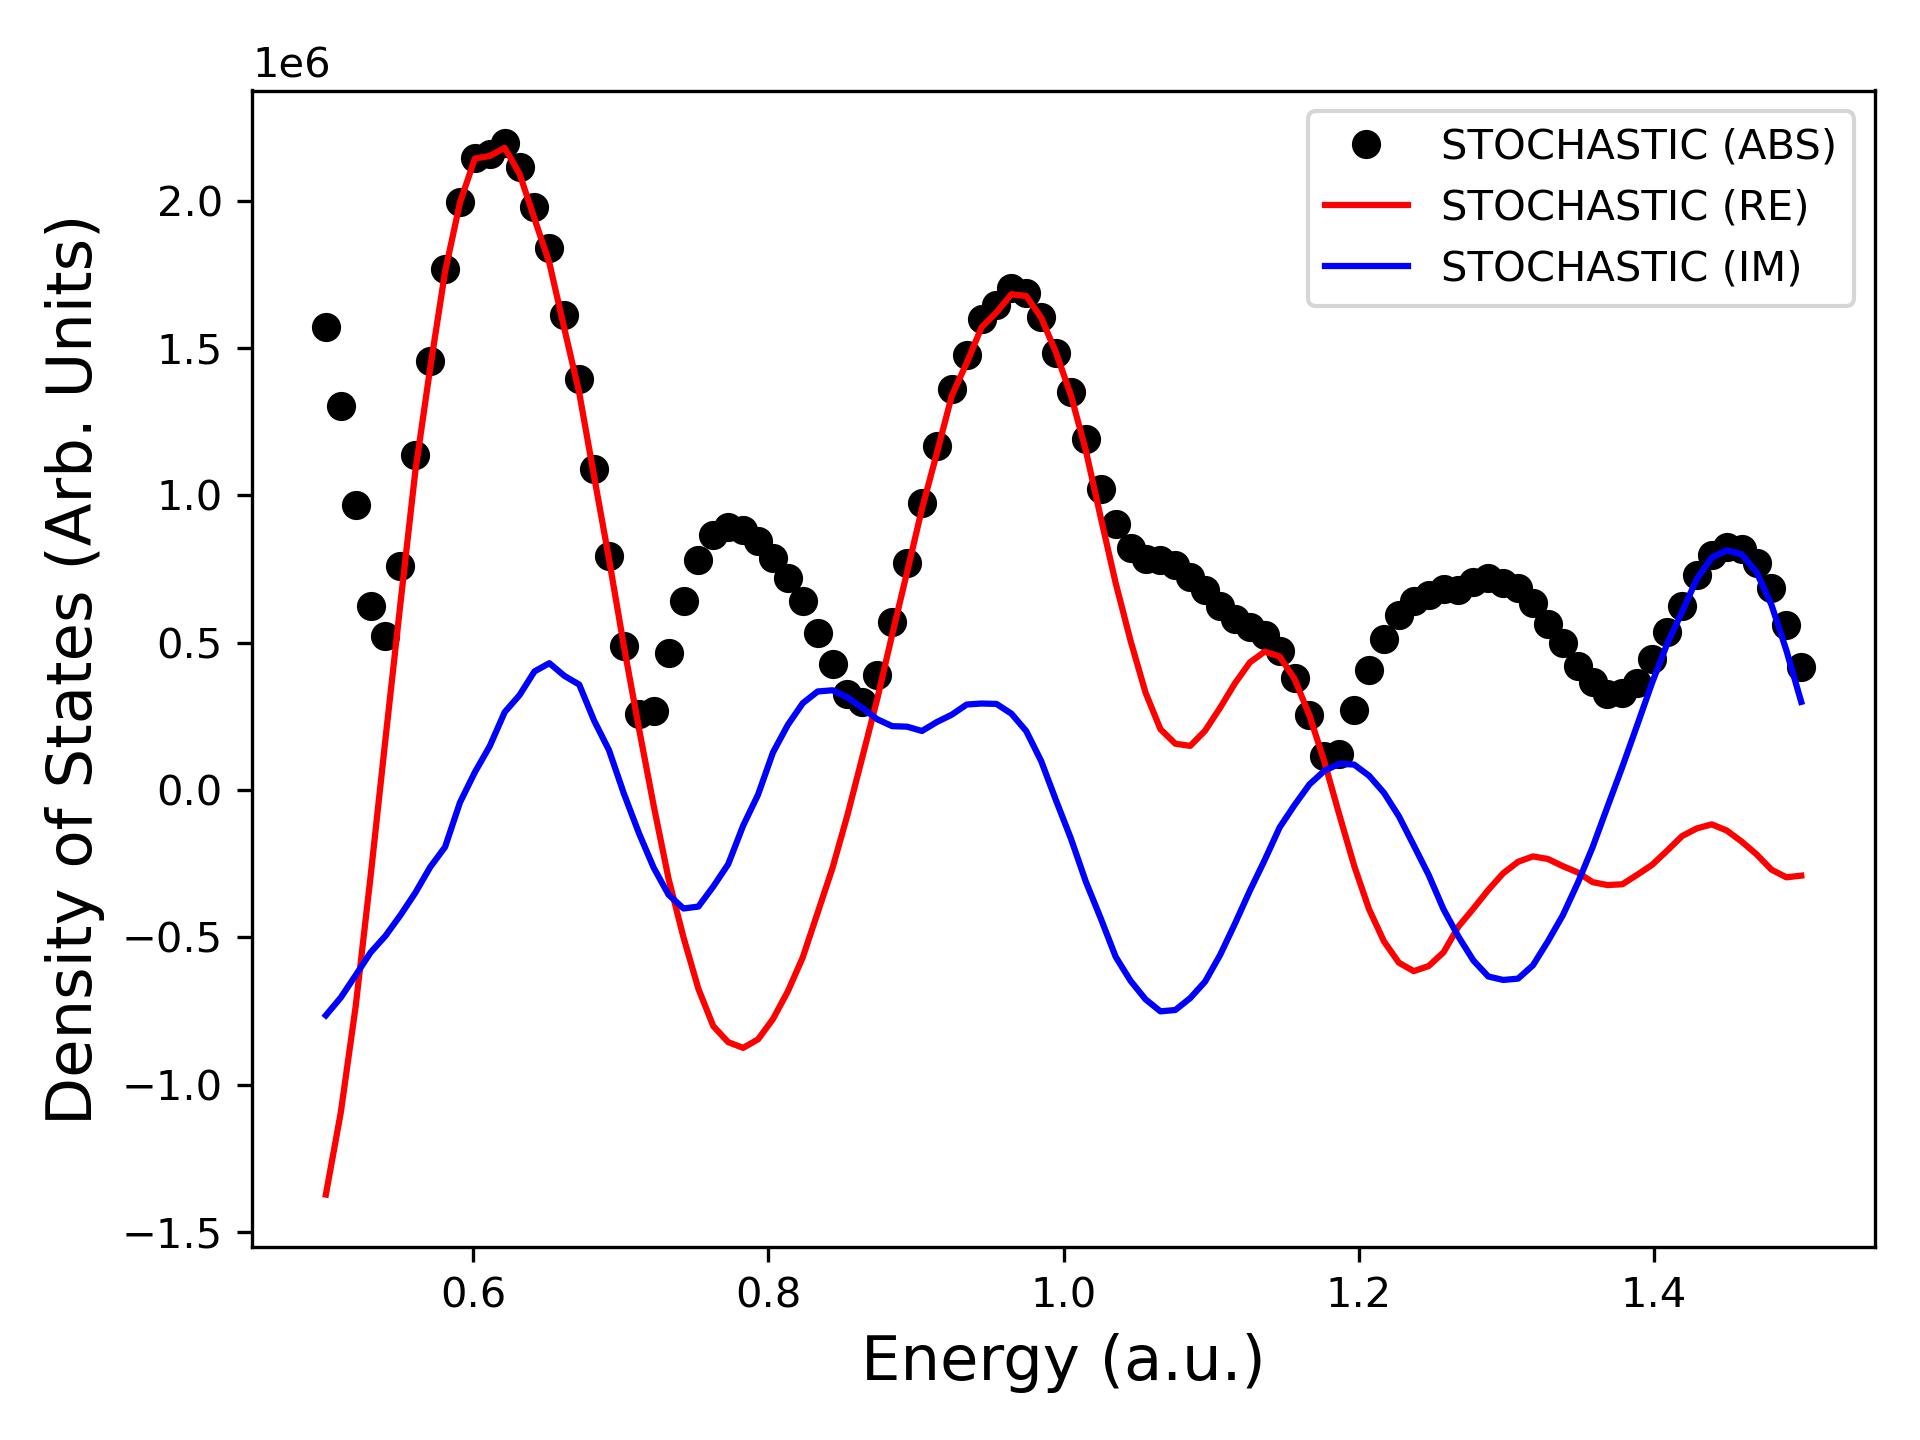 1e6
STOCHASTIC (ABS)
STOCHASTIC (RE)
STOCHASTIC (IM)
Density of States (Arb. Units)
2.0
1.5
1.0
0.5
0.0
−0.5
−1.0
−1.5
0.6 0.8 1.0 1.2 1.4
Energy (a.u.)